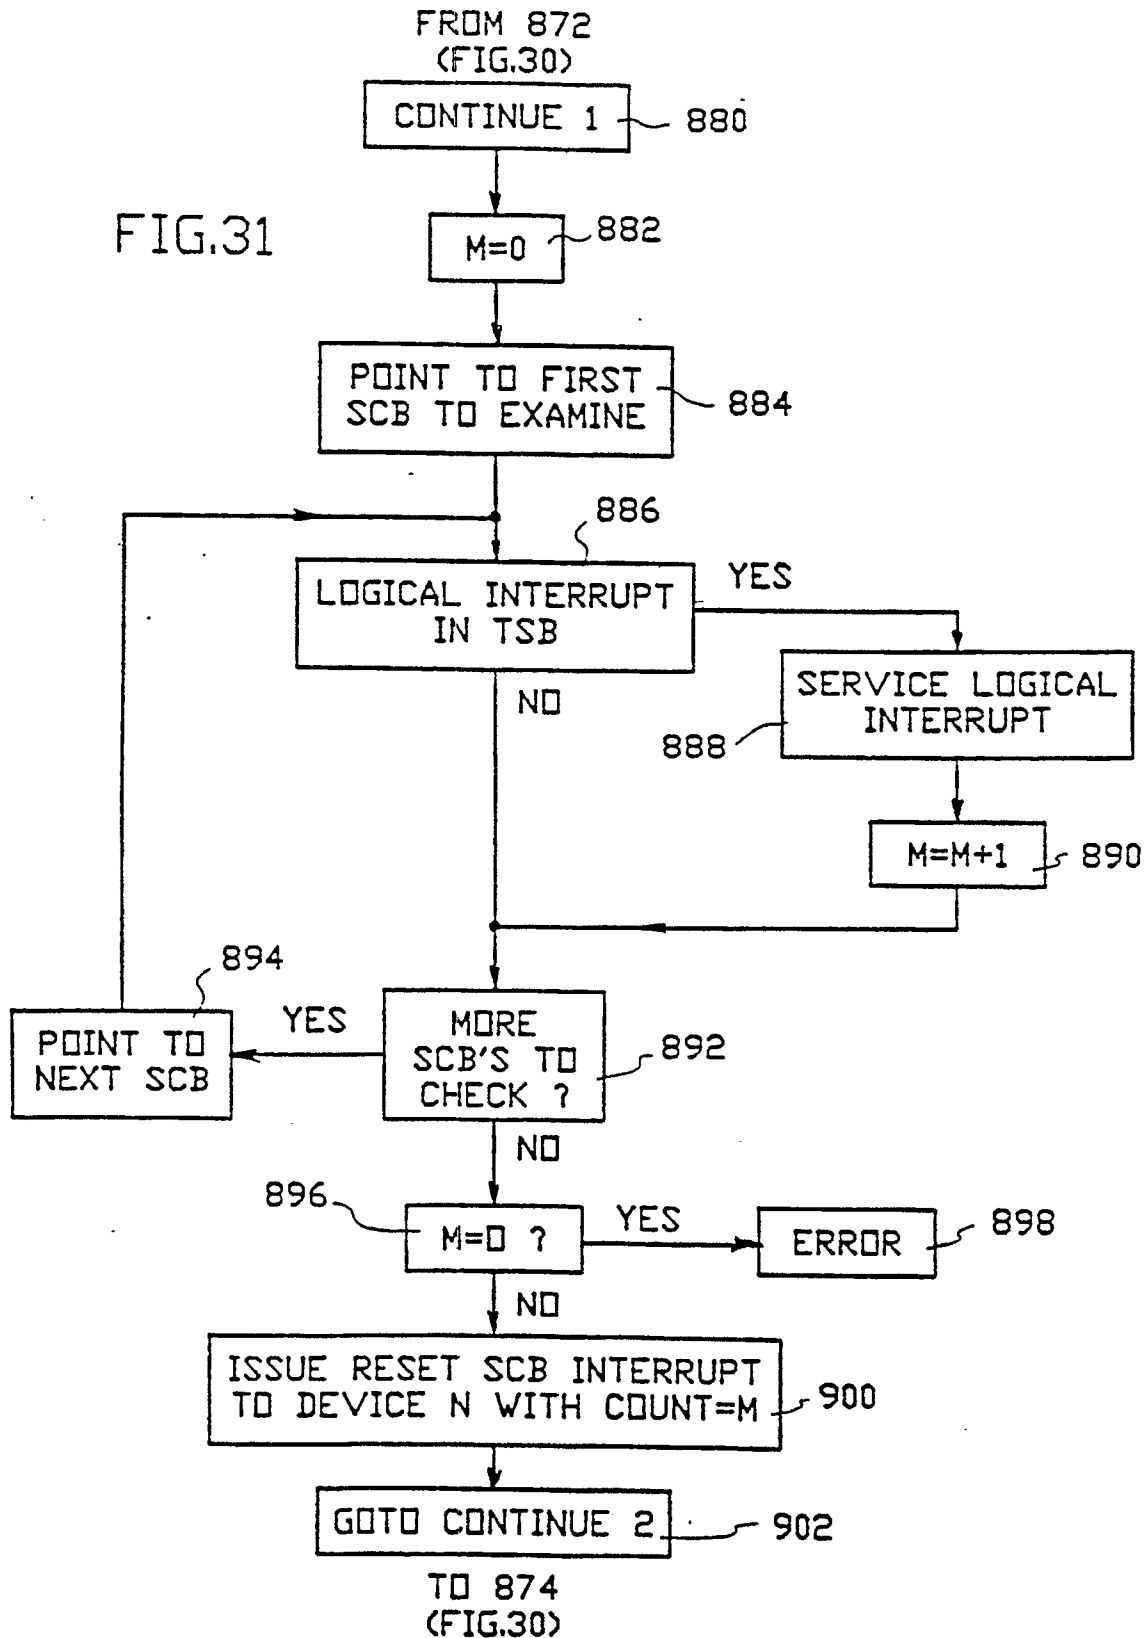 FROM 872
(FIG.30)
CONTINUE 1
880
FIG.31
M=0
882
POINT TO FIRST
SCB TO EXAMINE
884
886
LOGICAL INTERRUPT
IN TSB
YES
NO
SERVICE LOGICAL
INTERRUPT
888
M=M+1
890
894
POINT TO
NEXT SCB
YES
MORE
SCB'S TO
CHECK ?
892
NO
896
M=0 ?
YES
ERROR
898
NO
ISSUE RESET SCB INTERRUPT
TO DEVICE N WITH COUNT=M
900
GOTO CONTINUE 2
902
TO 874
(FIG.30)